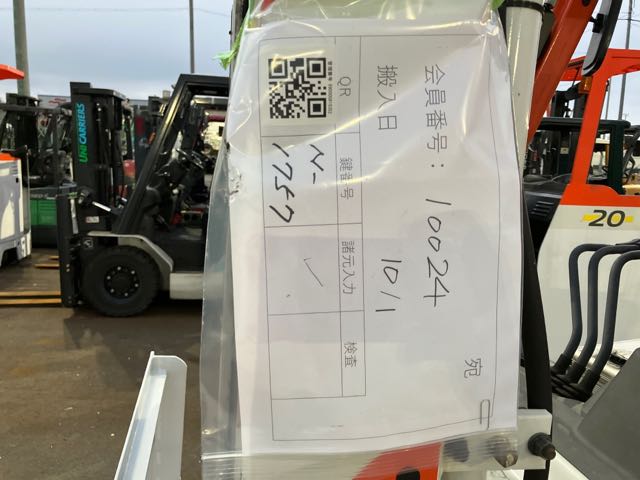 会員番号：10024 宛
搬入日 10/1
QR 鍵番号 諸元入力 検査
ハ-1757 ✓
UNICARRIERS
20